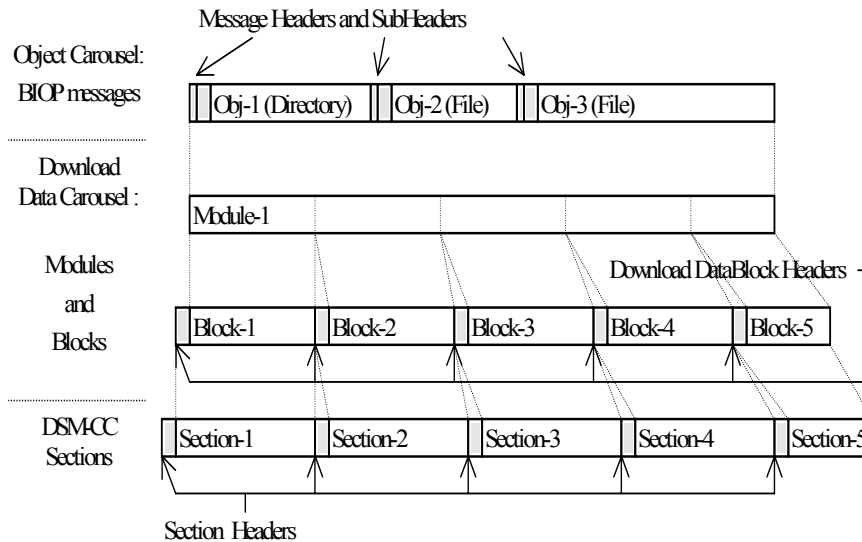 Message Headers and SubHeaders
Object Carousel:
BIOP messages
Obj-1 (Directory)
Obj-2 (File)
Obj-3 (File)
Download
Data Carousel :
Module-1
Modules
and
Blocks
Download DataBlock Headers
Block-1
Block-2
Block-3
Block-4
Block-5
DSM-CC
Sections
Section-1
Section-2
Section-3
Section-4
Section-5
Section Headers